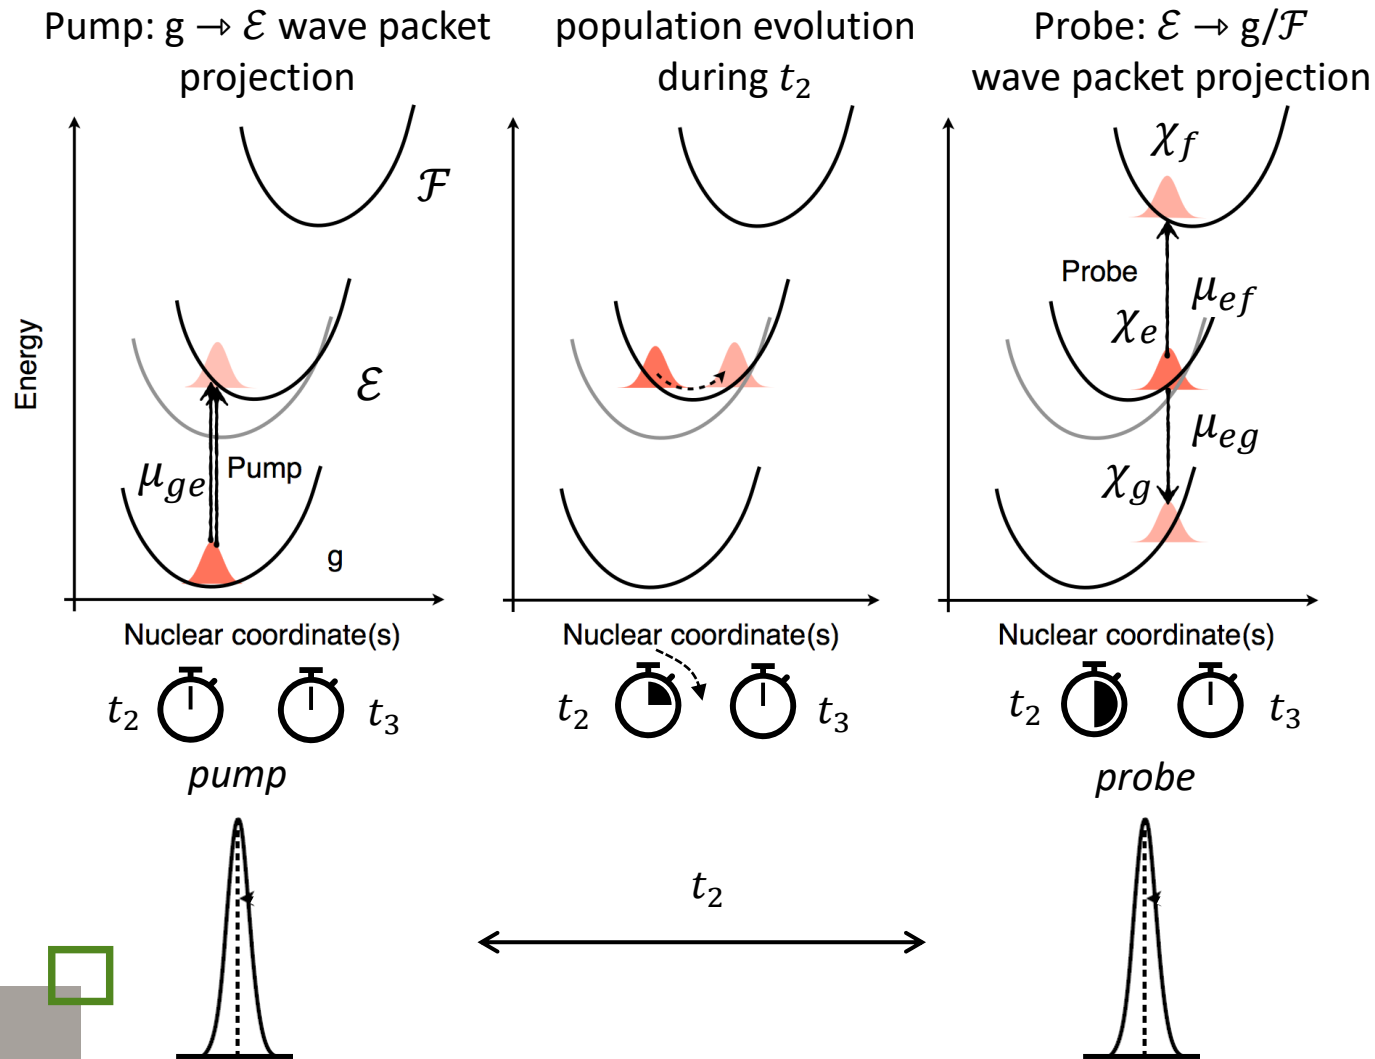 Pump: g → ℰ wave packet
projection
population evolution
during t₂
Probe: ℰ → g/ℱ
wave packet projection
Energy
ℱ
ℰ
μ_ge
Pump
g
Nuclear coordinate(s)
Nuclear coordinate(s)
χ_f
Probe
μ_ef
χ_e
μ_eg
χ_g
Nuclear coordinate(s)
t₂
t₃
t₂
t₃
t₂
t₃
pump
probe
t₂